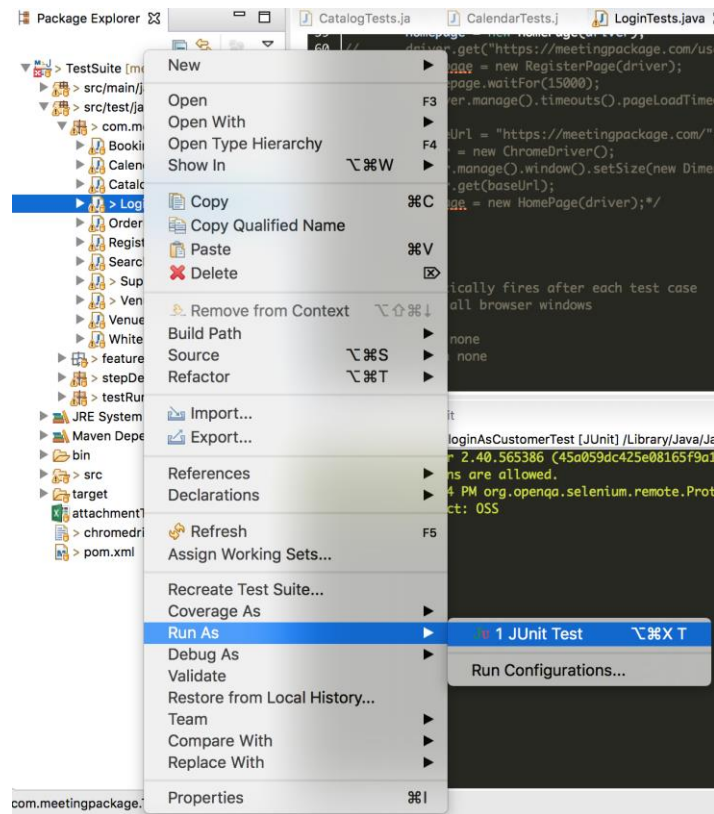 Package Explorer
CatalogTests.ja
CalendarTests.j
LoginTests.java
> TestSuite
> src/main/j
> src/test/ja
> com.m
Booki
Calen
Catalo
> Logi
Order
Regist
Searc
> Sup
> Ven
Venue
White
> feature
> stepDe
> testRu
JRE System
Maven Depe
> bin
> src
> target
attachmentT
> chromedri
> pom.xml
com.meetingpackage.
New
Open F3
Open With
Open Type Hierarchy F4
Show In ⌥⌘W
Copy ⌘C
Copy Qualified Name
Paste ⌘V
Delete ⌦
Remove from Context ⌥⇧⌘↓
Build Path
Source ⌥⌘S
Refactor ⌥⌘T
Import...
Export...
References
Declarations
Refresh F5
Assign Working Sets...
Recreate Test Suite...
Coverage As
Run As
Debug As
Validate
Restore from Local History...
Team
Compare With
Replace With
Properties ⌘I
1 JUnit Test ⌥⌘X T
Run Configurations...
60 // driver.get("https://meetingpackage.com/us
= new RegisterPage(driver);
epage.waitFor(15000);
er.manage().timeouts().pageLoadTime
eUrl = "https://meetingpackage.com/"
r = new ChromeDriver();
.manage().window().setSize(new Dime
r.get(baseUrl);
= new HomePage(driver);*/
ically fires after each test case
all browser windows
none
none
it
loginAsCustomerTest [JUnit] /Library/Java/Ja
r 2.40.565386 (45a059dc425e08165f9a1
ns are allowed.
4 PM org.openqa.selenium.remote.Prot
ct: OSS